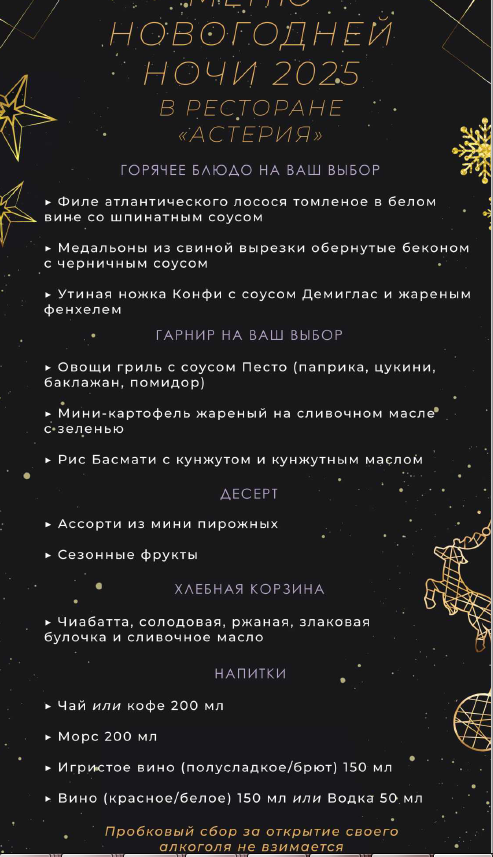 МЕНЮ
НОВОГОДНЕЙ
НОЧИ 2025
В РЕСТОРАНЕ
«АСТЕРИЯ»
ГОРЯЧЕЕ БЛЮДО НА ВАШ ВЫБОР
▸ Филе атлантического лосося томленое в белом
вине со шпинатным соусом
▸ Медальоны из свиной вырезки обернутые беконом
с черничным соусом
▸ Утиная ножка Конфи с соусом Демиглас и жареным
фенхелем
ГАРНИР НА ВАШ ВЫБОР
▸ Овощи гриль с соусом Песто (паприка, цукини,
баклажан, помидор)
▸ Мини-картофель жареный на сливочном масле
с зеленью
▸ Рис Басмати с кунжутом и кунжутным маслом
ДЕСЕРТ
▸ Ассорти из мини пирожных
▸ Сезонные фрукты
ХЛЕБНАЯ КОРЗИНА
▸ Чиабатта, солодовая, ржаная, злаковая
булочка и сливочное масло
НАПИТКИ
▸ Чай или кофе 200 мл
▸ Морс 200 мл
▸ Игристое вино (полусладкое/брют) 150 мл
▸ Вино (красное/белое) 150 мл или Водка 50 мл
Пробковый сбор за открытие своего
алкоголя не взимается